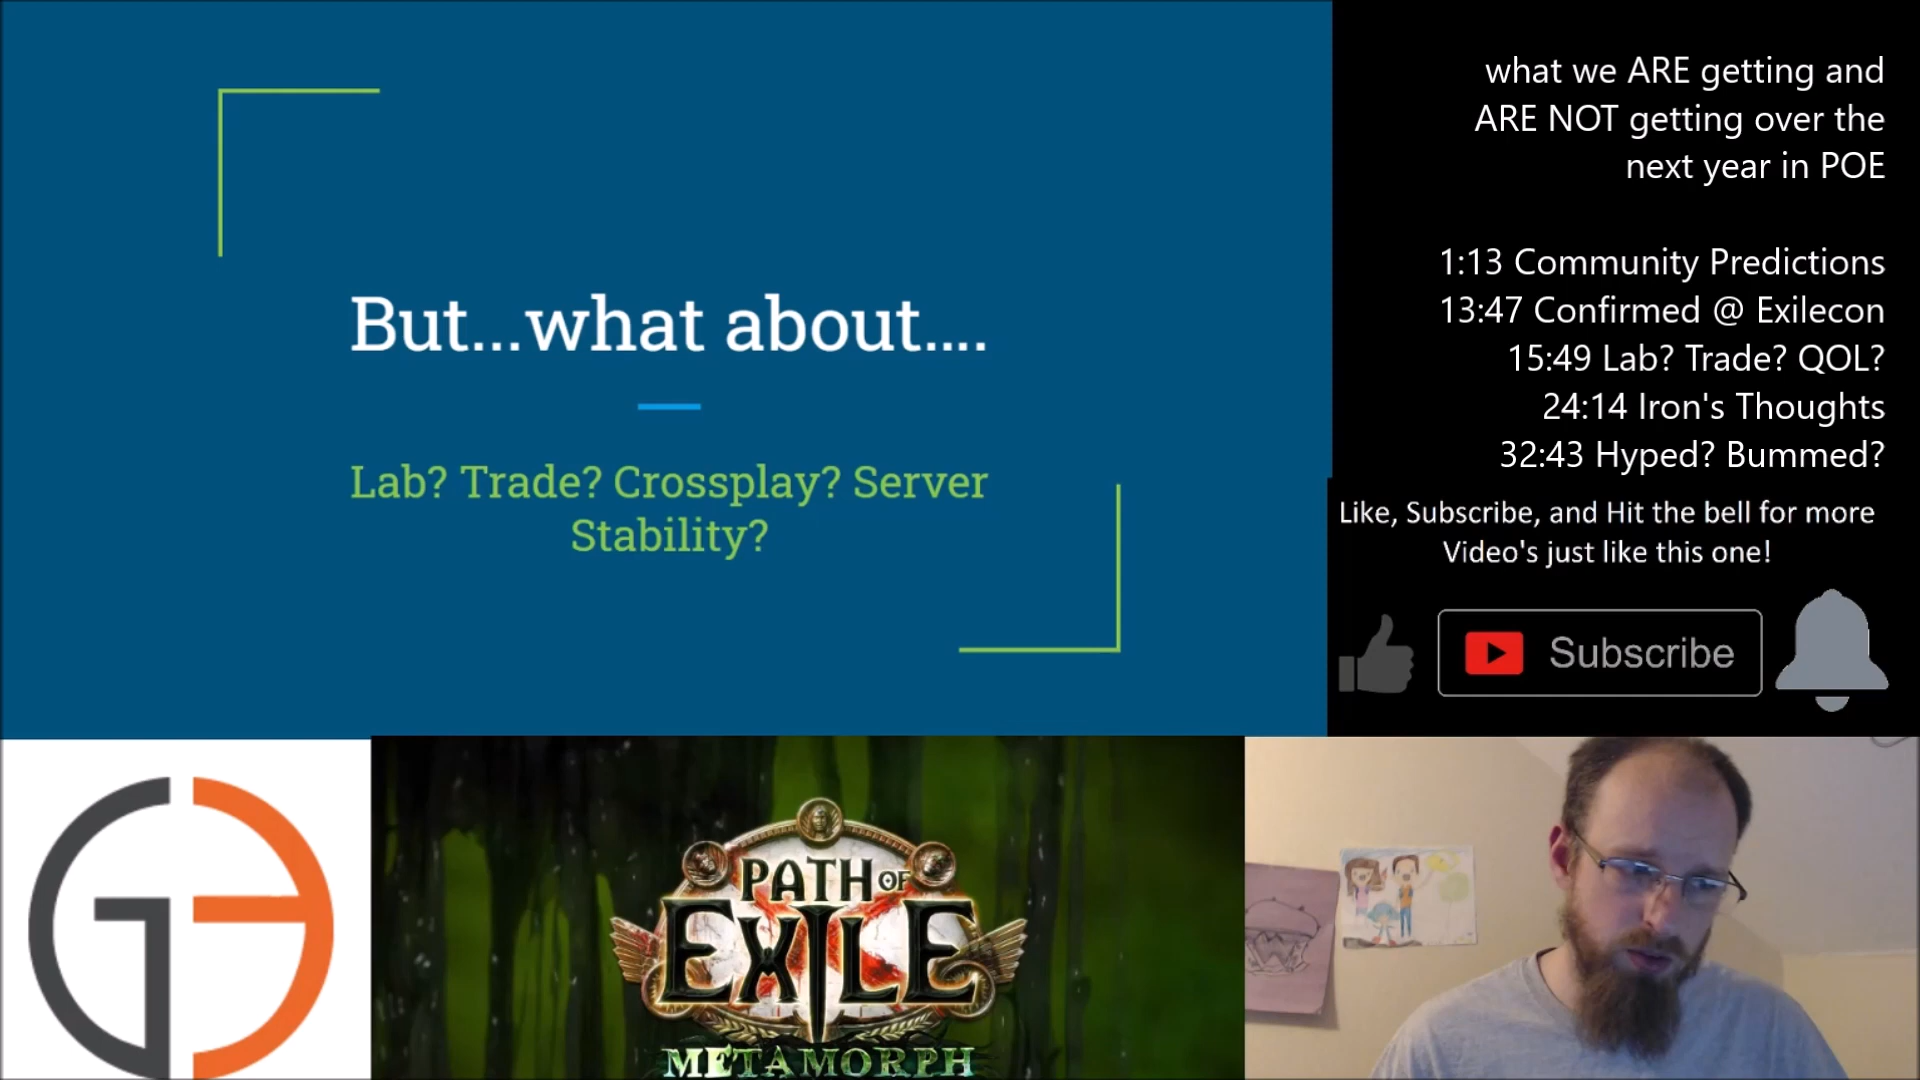 But...what about....
Lab? Trade? Crossplay? Server
Stability?
what we ARE getting and
ARE NOT getting over the
next year in POE
1:13 Community Predictions
13:47 Confirmed @ Exilecon
15:49 Lab? Trade? QOL?
24:14 Iron's Thoughts
32:43 Hyped? Bummed?
Like, Subscribe, and Hit the bell for more
Video's just like this one!
Subscribe
PATH OF
EXILE
METAMORPH